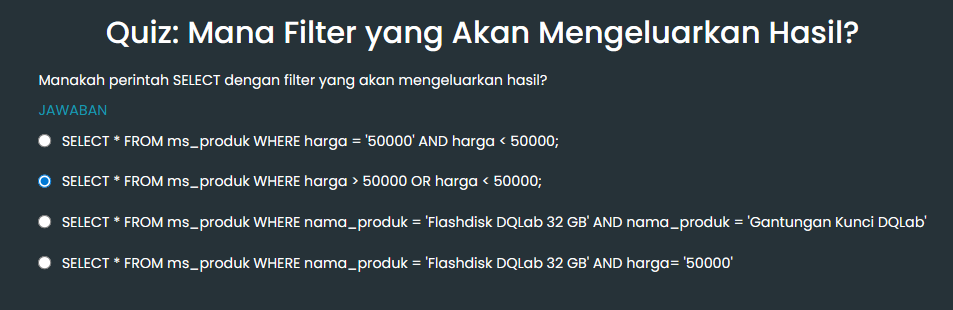 Quiz: Mana Filter yang Akan Mengeluarkan Hasil?
Manakah perintah SELECT dengan filter yang akan mengeluarkan hasil?
JAWABAN
SELECT * FROM ms_produk WHERE harga = '50000' AND harga < 50000;
SELECT * FROM ms_produk WHERE harga > 50000 OR harga < 50000;
SELECT * FROM ms_produk WHERE nama_produk = 'Flashdisk DQLab 32 GB' AND nama_produk = 'Gantungan Kunci DQLab'
SELECT * FROM ms_produk WHERE nama_produk = 'Flashdisk DQLab 32 GB' AND harga= '50000'